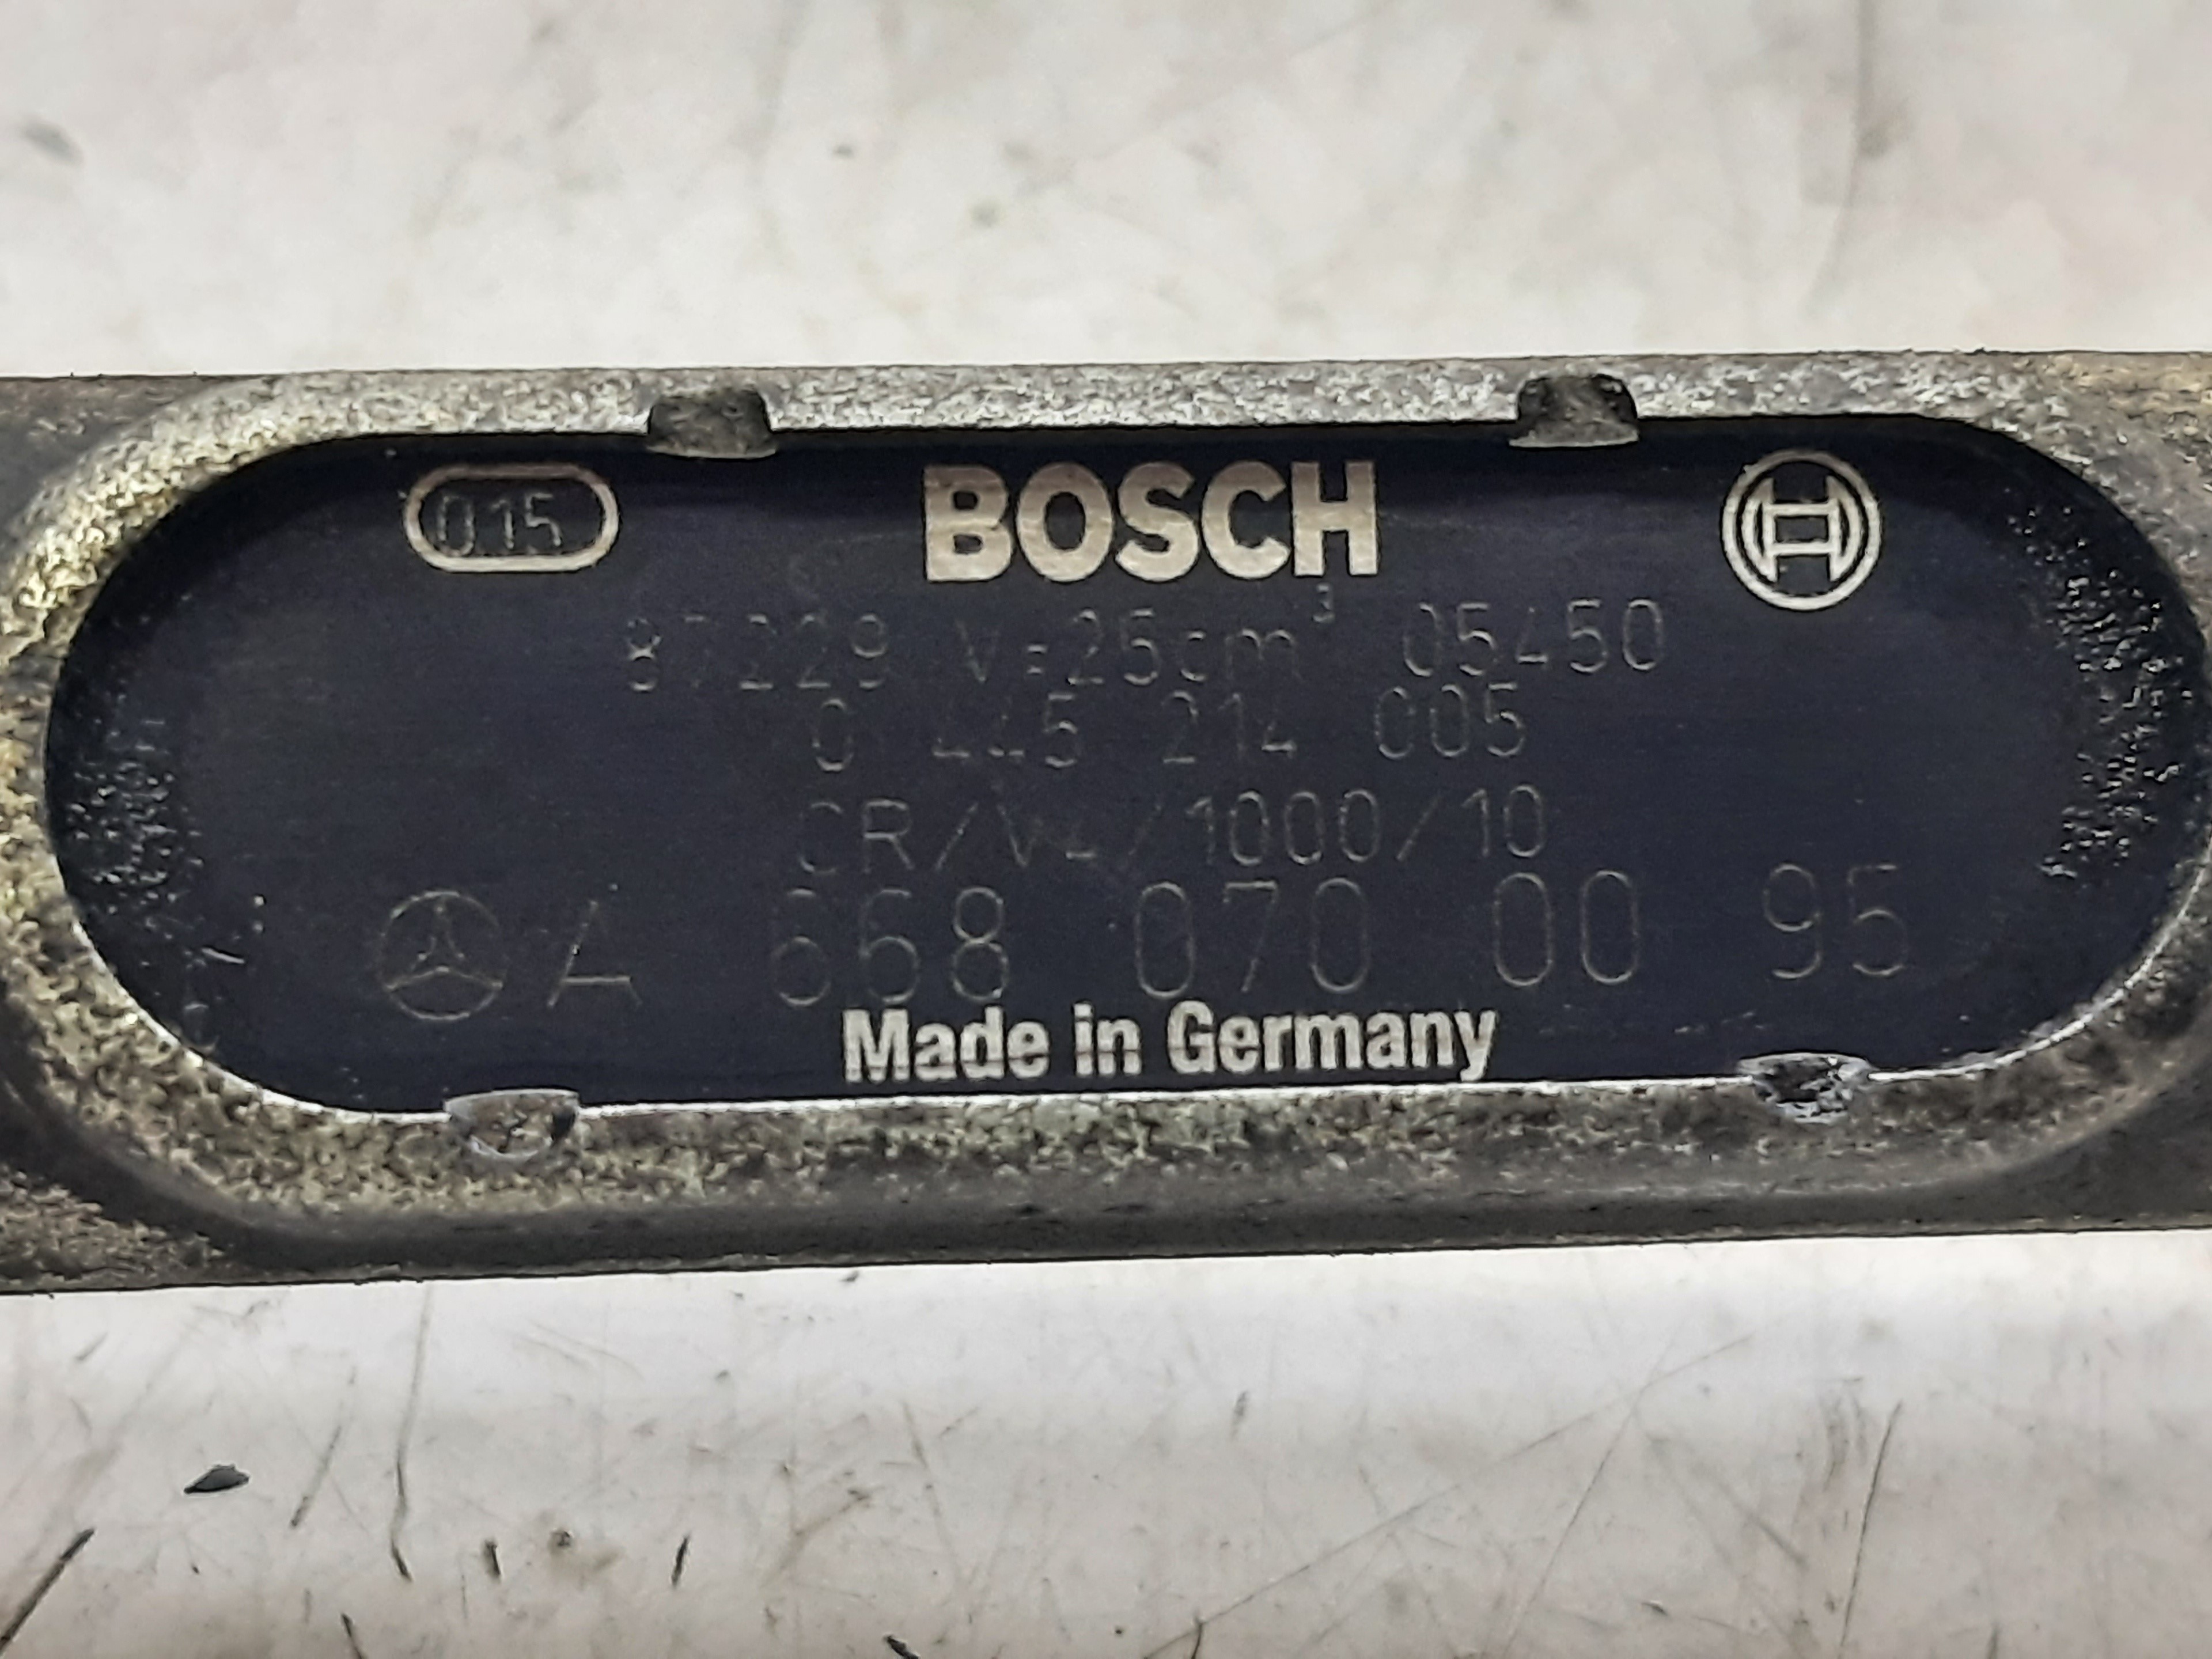 015 BOSCH
87229 V=25cm³ 05450
0 445 214 005
CR/V4/1000/10
A 668 070 00 95
Made in Germany